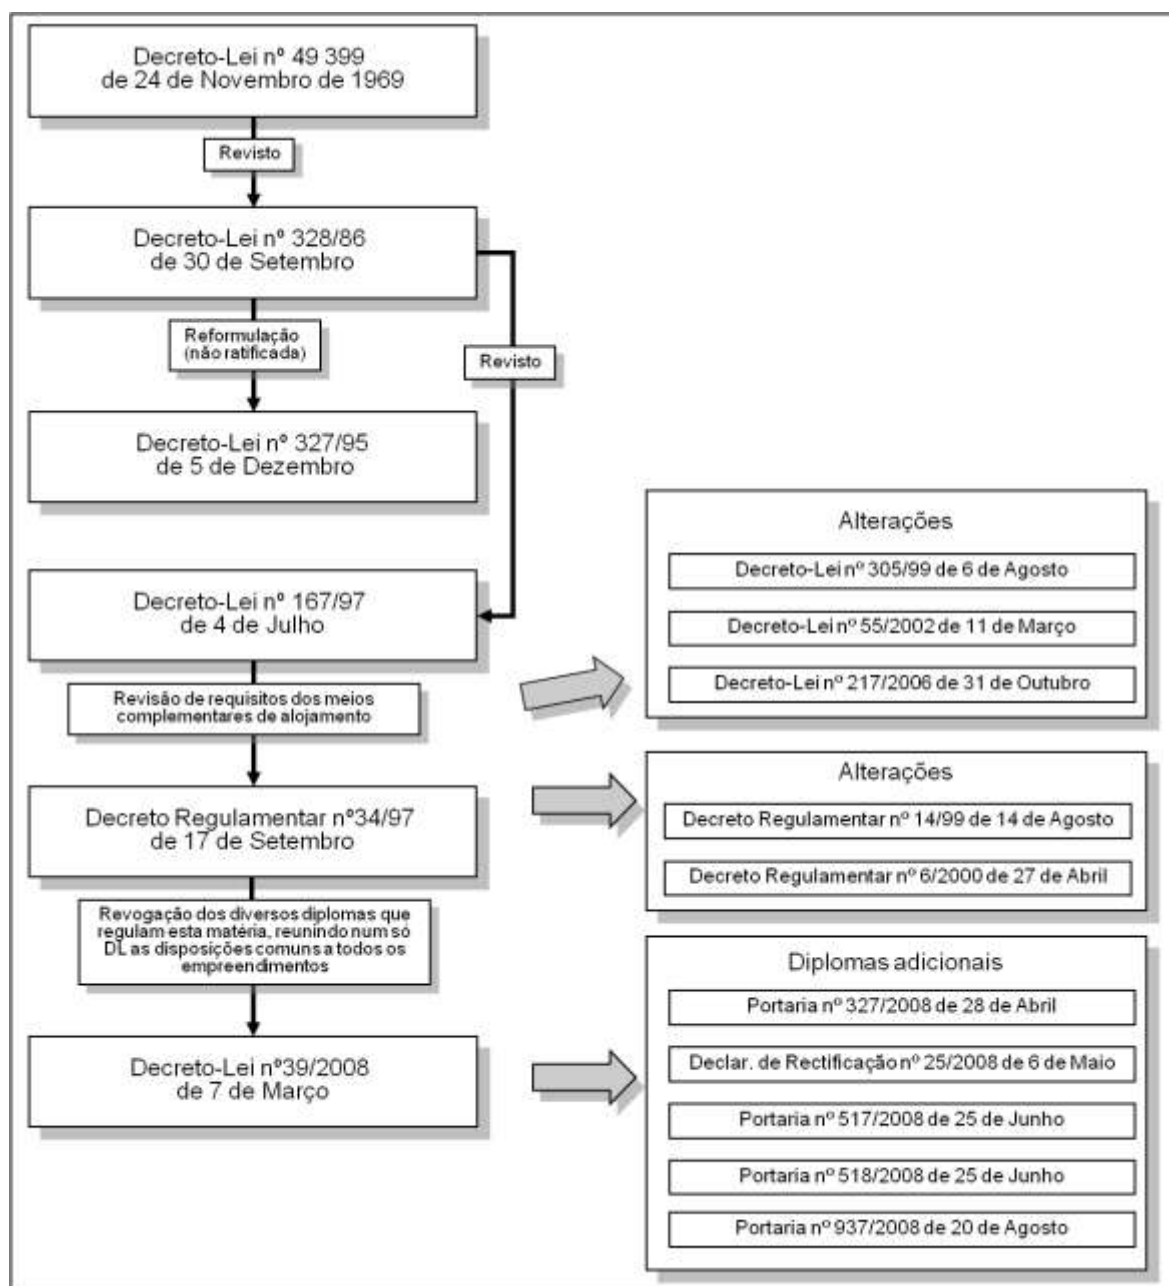 Decreto-Lei nº 49 399
de 24 de Novembro de 1969
Revisto
Decreto-Lei nº 328/86
de 30 de Setembro
Reformulação
(não ratificada)
Revisto
Decreto-Lei nº 327/95
de 5 de Dezembro
Decreto-Lei nº 167/97
de 4 de Julho
Revisão de requisitos dos meios
complementares de alojamento
Decreto Regulamentar nº34/97
de 17 de Setembro
Revogação dos diversos diplomas que
regulam esta matéria, reunindo num só
DL as disposições comuns a todos os
empreendimentos
Decreto-Lei nº39/2008
de 7 de Março
Alterações
Decreto-Lei nº 305/99 de 6 de Agosto
Decreto-Lei nº 55/2002 de 11 de Março
Decreto-Lei nº 217/2006 de 31 de Outubro
Alterações
Decreto Regulamentar nº 14/99 de 14 de Agosto
Decreto Regulamentar nº 6/2000 de 27 de Abril
Diplomas adicionais
Portaria nº 327/2008 de 28 de Abril
Declar. de Rectificação nº 25/2008 de 6 de Maio
Portaria nº 517/2008 de 25 de Junho
Portaria nº 518/2008 de 25 de Junho
Portaria nº 937/2008 de 20 de Agosto